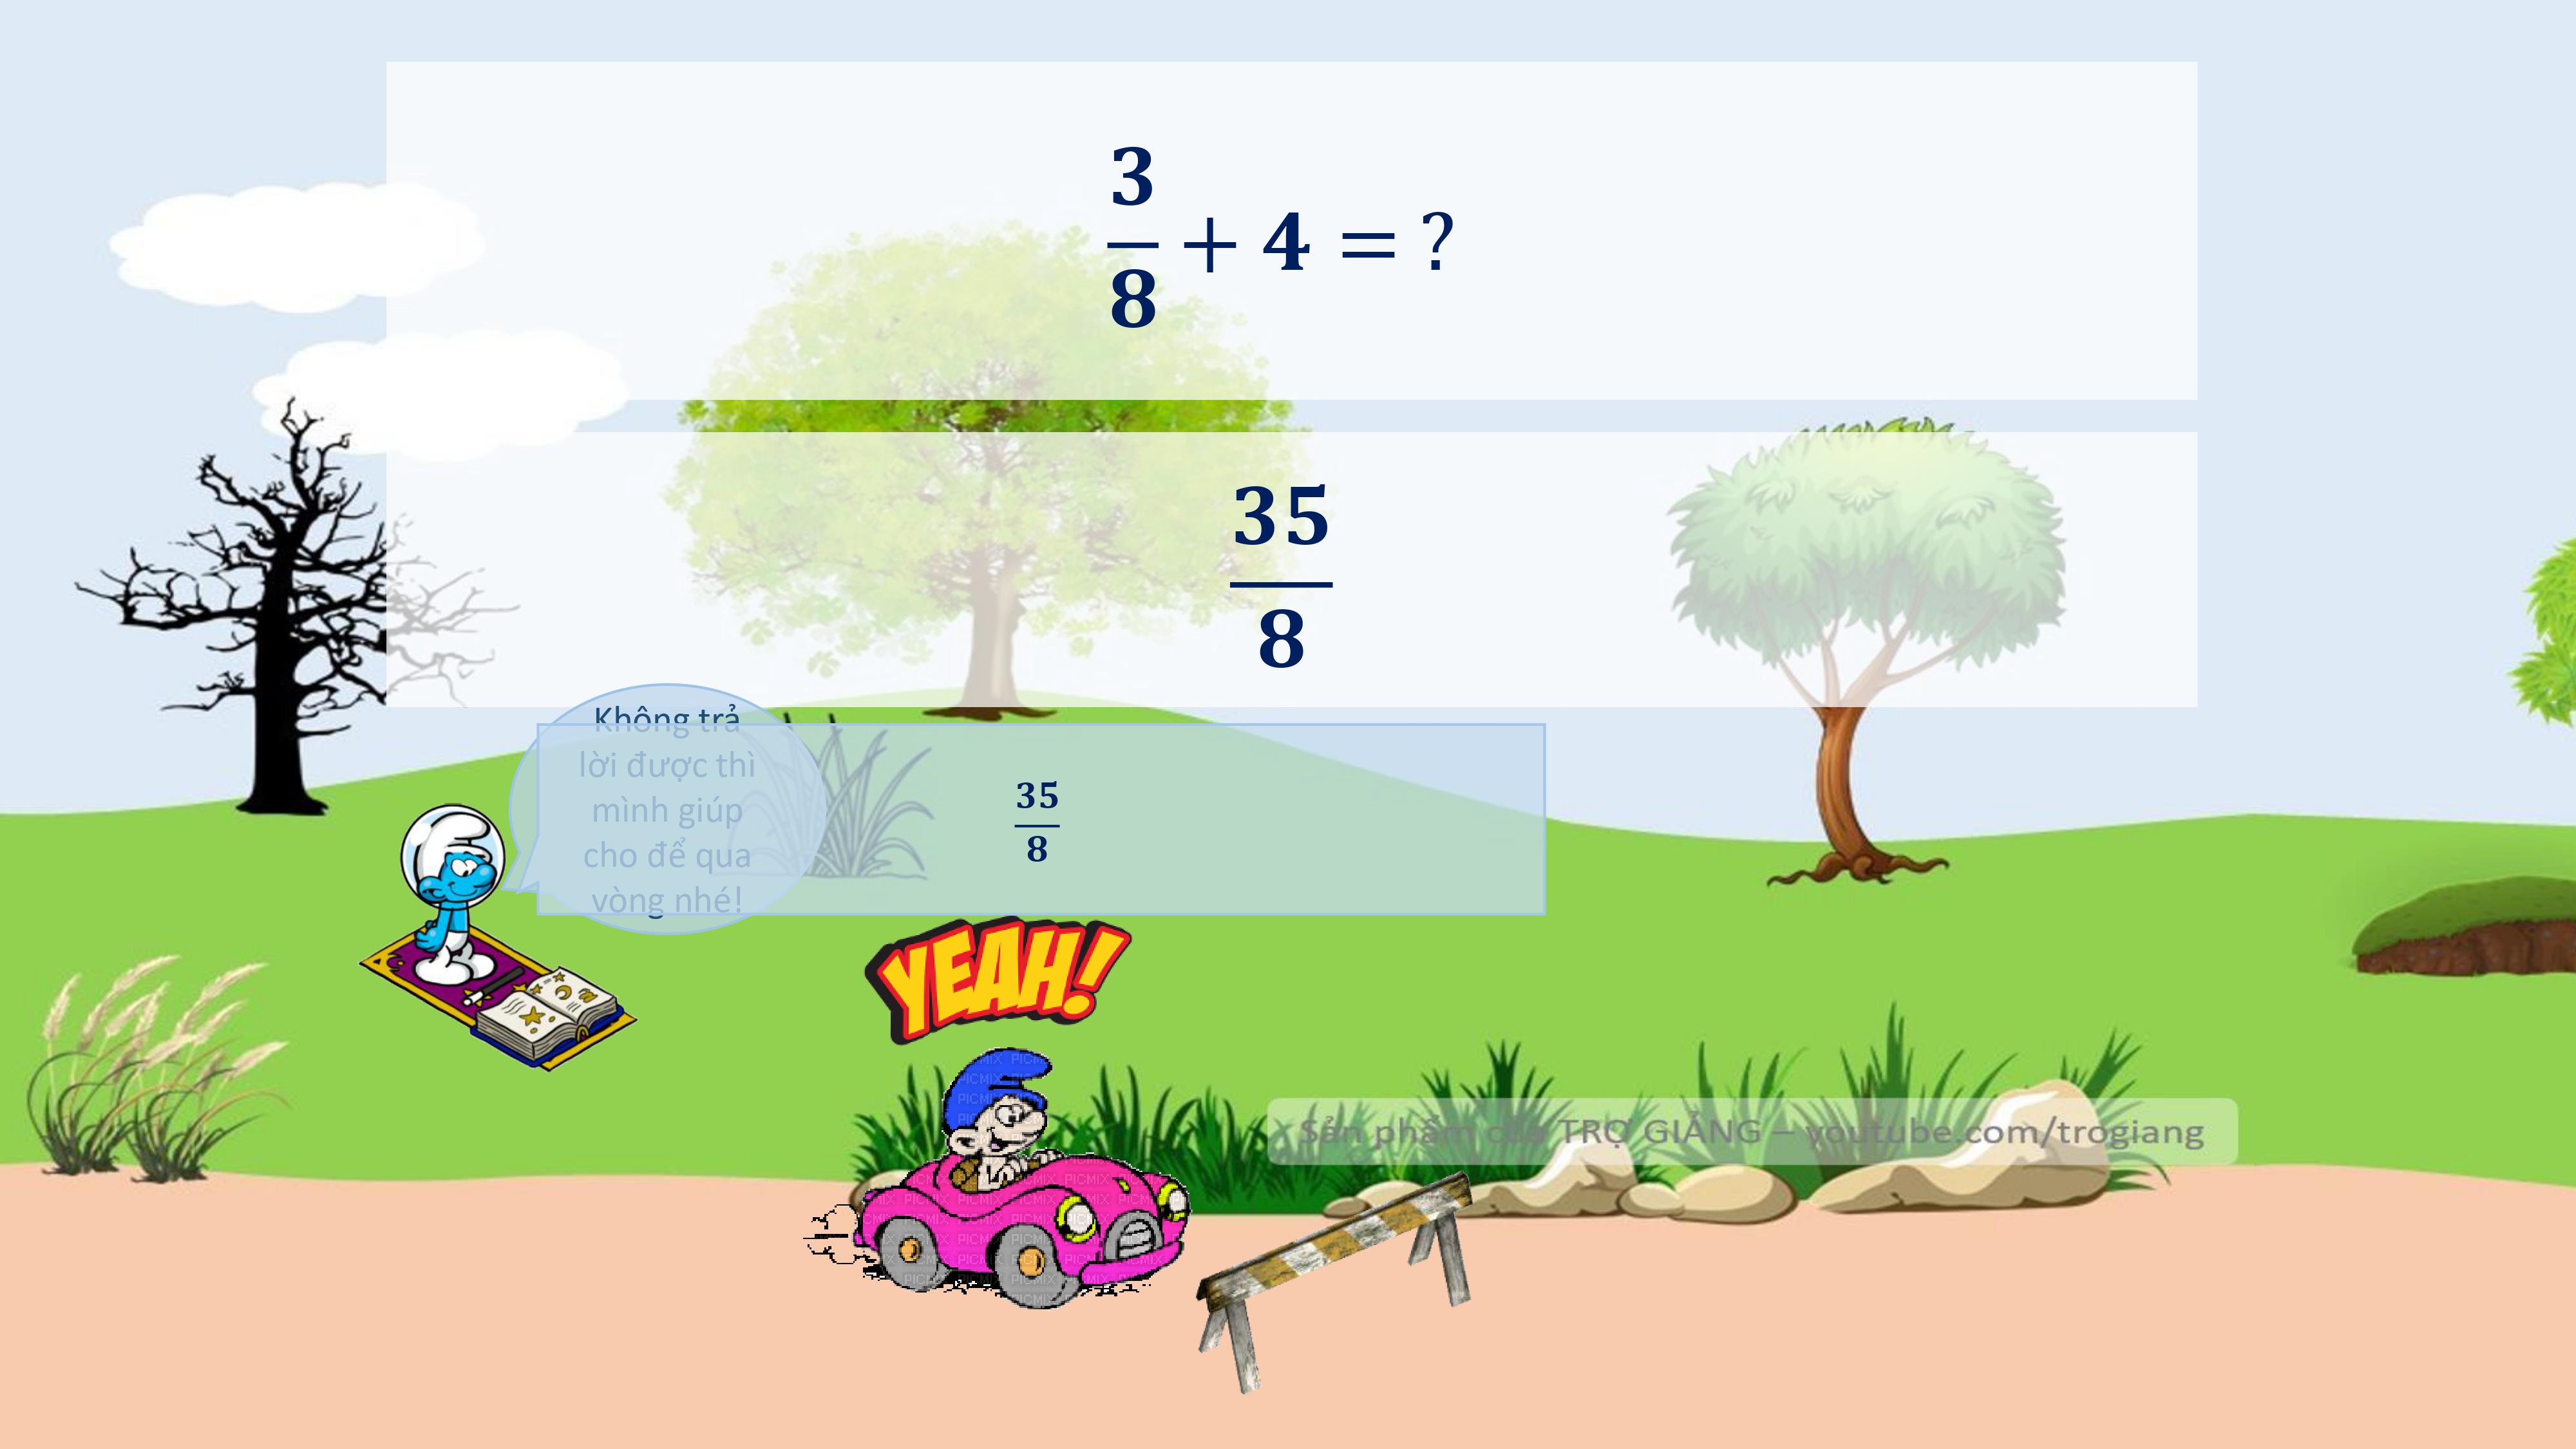 3/8 + 4 = ?
35/8
Không trả
lời được thì
mình giúp
cho để qua
vòng nhé!
35/8
YEAH!
Sản phẩm của TRỢ GIẢNG – youtube.com/trogiang